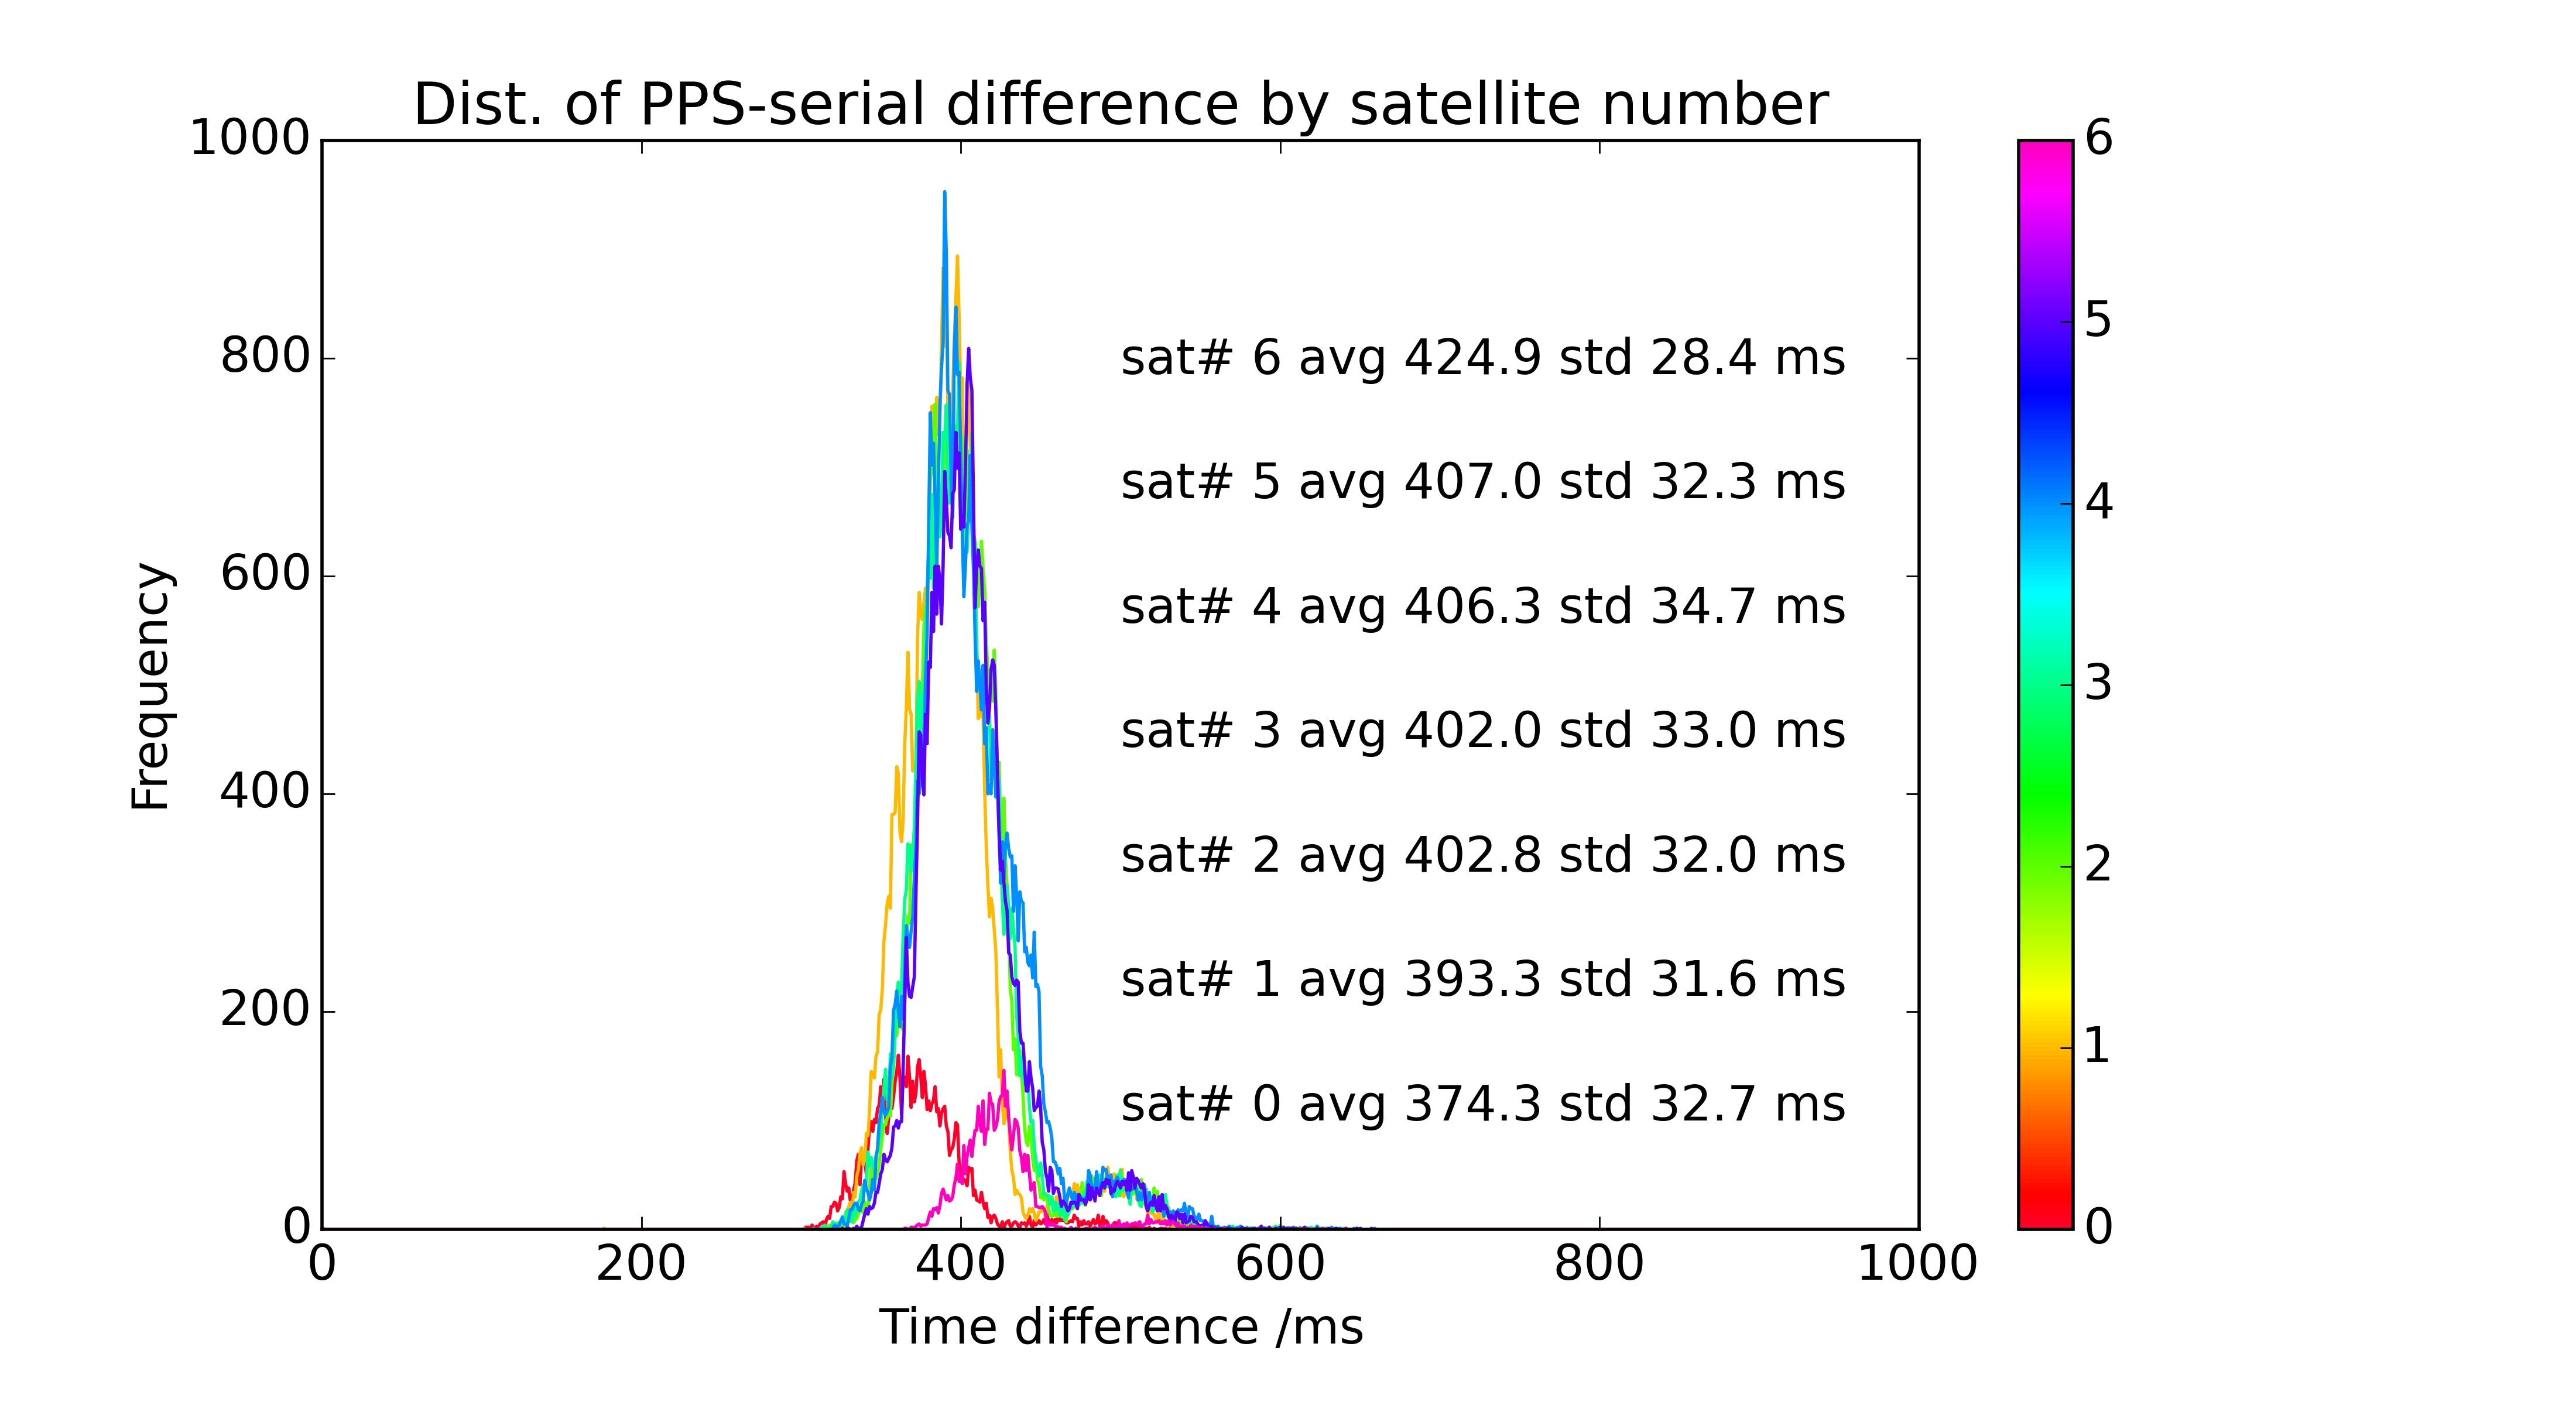 Dist. of PPS-serial difference by satellite number
1000
800
600
400
200
0
Frequency
0 200 400 600 800 1000
Time difference /ms
sat# 6 avg 424.9 std 28.4 ms
sat# 5 avg 407.0 std 32.3 ms
sat# 4 avg 406.3 std 34.7 ms
sat# 3 avg 402.0 std 33.0 ms
sat# 2 avg 402.8 std 32.0 ms
sat# 1 avg 393.3 std 31.6 ms
sat# 0 avg 374.3 std 32.7 ms
6
5
4
3
2
1
0